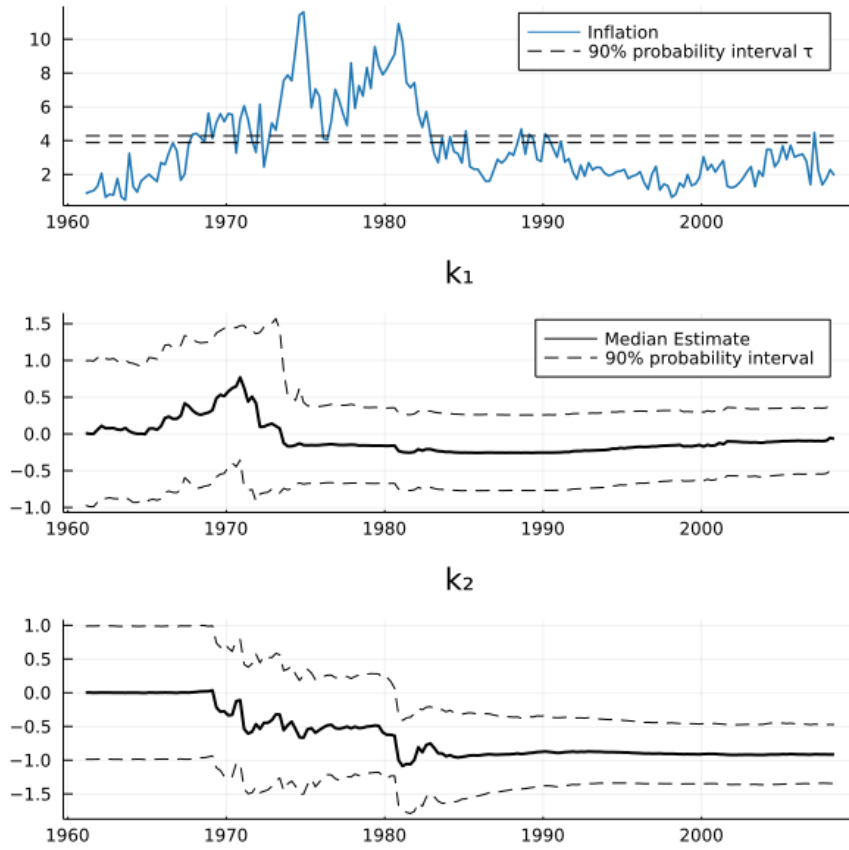 10
8
6
4
2
Inflation
90% probability interval τ
1960 1970 1980 1990 2000
k₁
1.5
1.0
0.5
0.0
−0.5
−1.0
Median Estimate
90% probability interval
1960 1970 1980 1990 2000
k₂
1.0
0.5
0.0
−0.5
−1.0
−1.5
1960 1970 1980 1990 2000